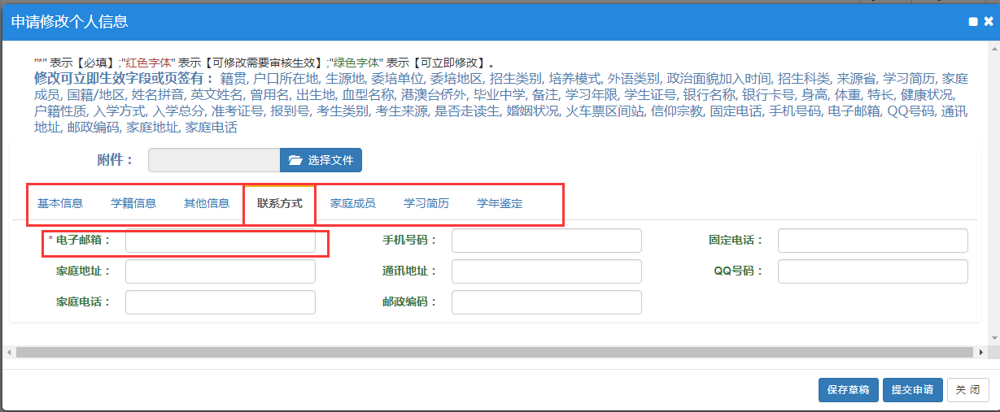 申请修改个人信息
"*" 表示【必填】;"红色字体" 表示【可修改需要审核生效】;"绿色字体" 表示【可立即修改】。
修改可立即生效字段或页签有： 籍贯, 户口所在地, 生源地, 委培单位, 委培地区, 招生类别, 培养模式, 外语类别, 政治面貌加入时间, 招生科类, 来源省, 学习简历, 家庭
成员, 国籍/地区, 姓名拼音, 英文姓名, 曾用名, 出生地, 血型名称, 港澳台侨外, 毕业中学, 备注, 学习年限, 学生证号, 银行名称, 银行卡号, 身高, 体重, 特长, 健康状况,
户籍性质, 入学方式, 入学总分, 准考证号, 报到号, 考生类别, 考生来源, 是否走读生, 婚姻状况, 火车票区间站, 信仰宗教, 固定电话, 手机号码, 电子邮箱, QQ号码, 通讯
地址, 邮政编码, 家庭地址, 家庭电话
附件： 选择文件
基本信息 学籍信息 其他信息 联系方式 家庭成员 学习简历 学年鉴定
* 电子邮箱： 手机号码： 固定电话：
家庭地址： 通讯地址： QQ号码：
家庭电话： 邮政编码：
保存草稿 提交申请 关 闭